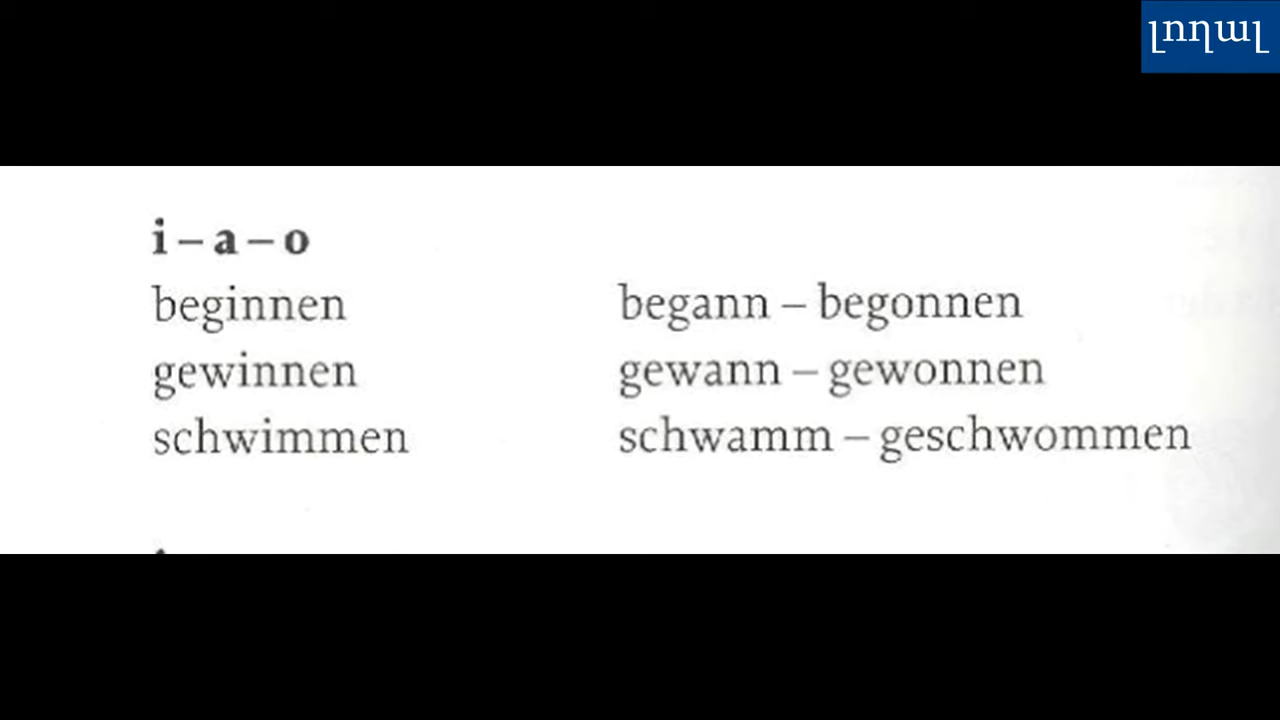 լողալ
i – a – o
beginnen begann – begonnen
gewinnen gewann – gewonnen
schwimmen schwamm – geschwommen